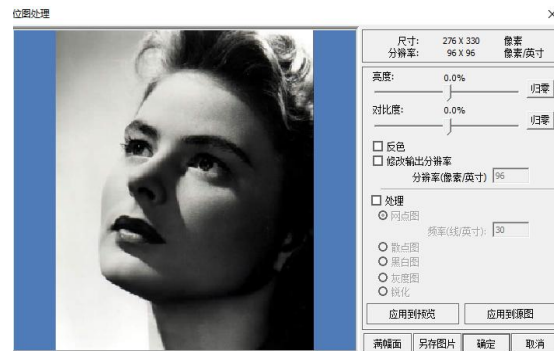 位图处理
尺寸: 276 X 330 像素
分辨率: 96 X 96 像素/英寸
亮度: 0.0%
归零
对比度: 0.0%
归零
反色
修改输出分辨率
分辨率(像素/英寸) 96
处理
网点图
频率(线/英寸): 30
散点图
黑白图
灰度图
锐化
应用到预览 应用到原图
满幅面 另存图片 确定 取消